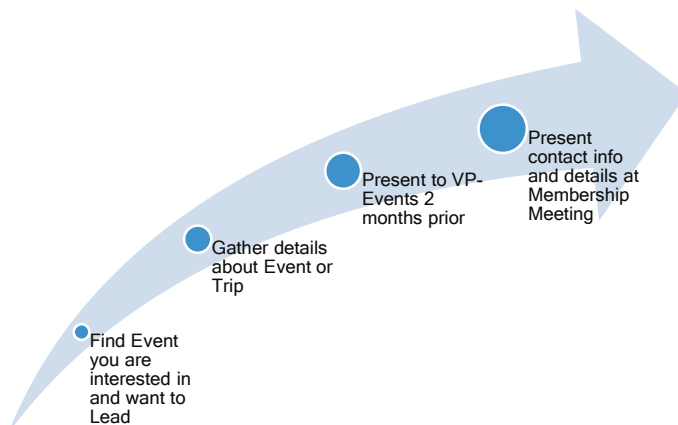 Find Event
you are
interested in
and want to
Lead
Gather details
about Event or
Trip
Present to VP-
Events 2
months prior
Present
contact info
and details at
Membership
Meeting